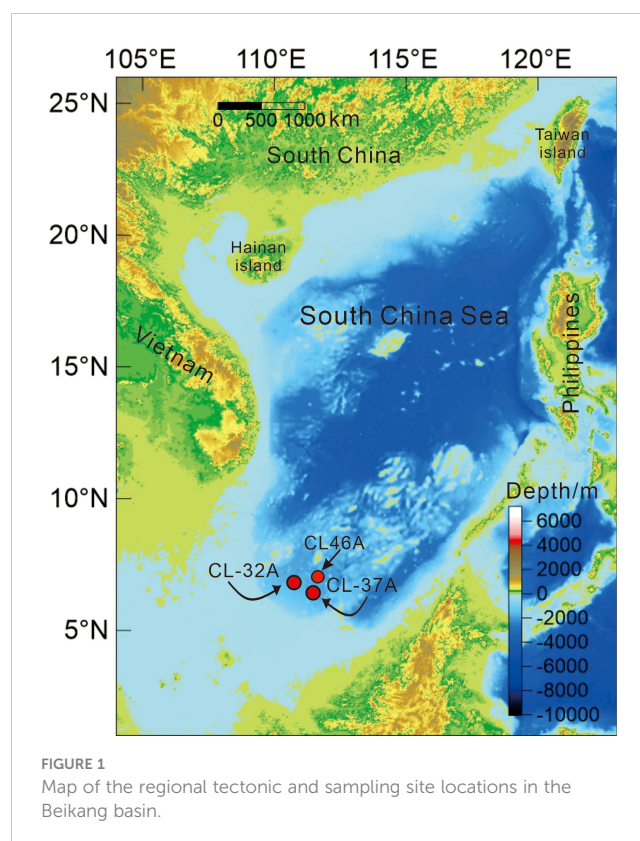 105°E 110°E 115°E 120°E
25°N
0 500 1000 km
South China
Taiwan
island
20°N
Hainan
island
South China Sea
Vietnam
Philippines
15°N
10°N
Depth/m
6000
4000
2000
0
-2000
-4000
-6000
-8000
-10000
CL46A
CL-32A
CL-37A
5°N
FIGURE 1
Map of the regional tectonic and sampling site locations in the
Beikang basin.